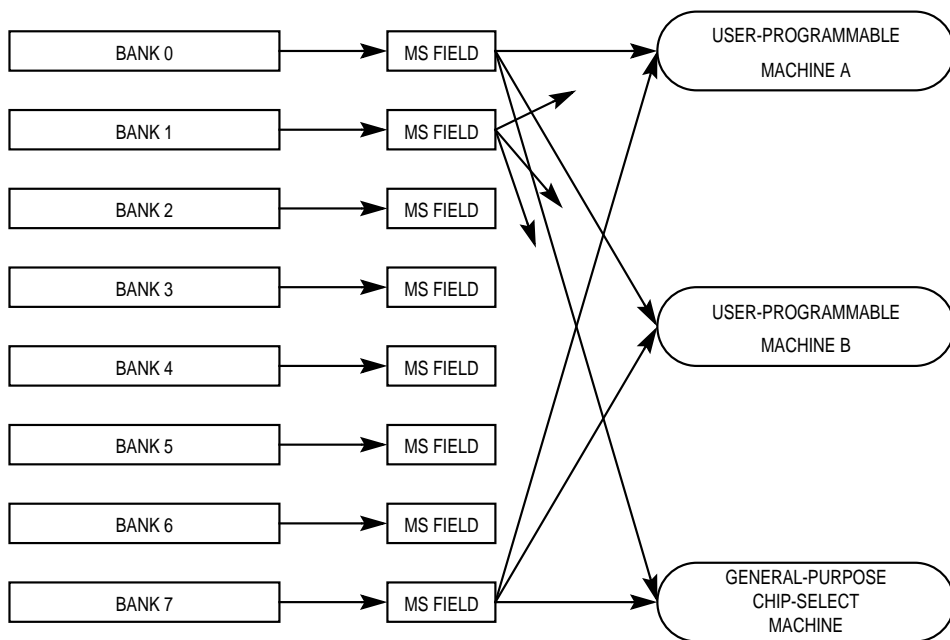 BANK 0
MS FIELD
USER-PROGRAMMABLE
MACHINE A
BANK 1
MS FIELD
BANK 2
MS FIELD
BANK 3
MS FIELD
USER-PROGRAMMABLE
MACHINE B
BANK 4
MS FIELD
BANK 5
MS FIELD
BANK 6
MS FIELD
BANK 7
MS FIELD
GENERAL-PURPOSE
CHIP-SELECT
MACHINE